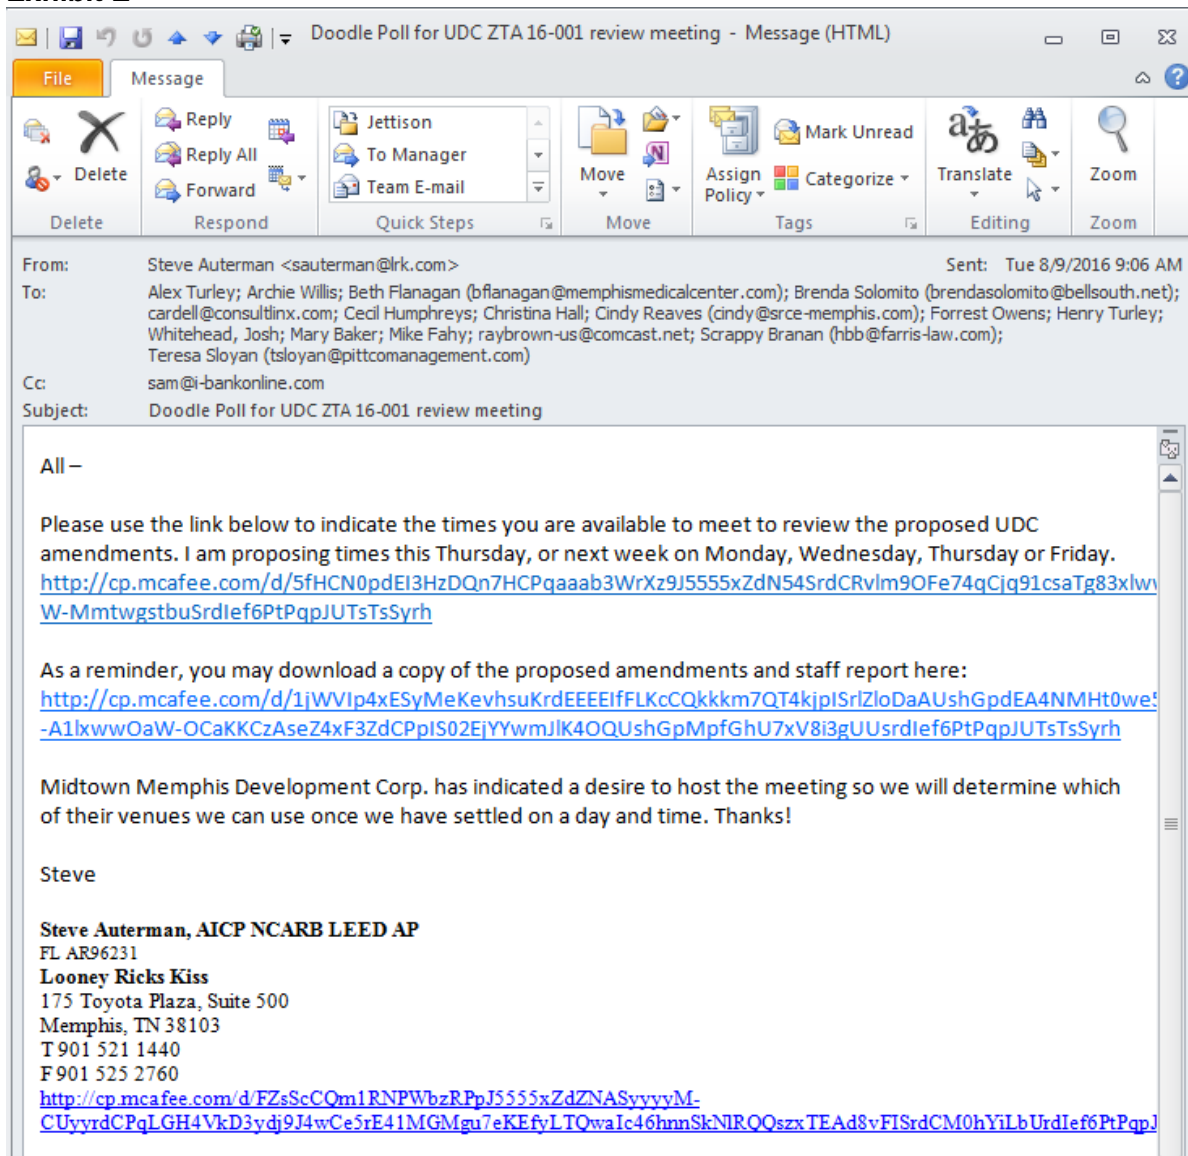 Doodle Poll for UDC ZTA 16-001 review meeting - Message (HTML)
File Message
Delete
Reply
Reply All
Forward
Jettison
To Manager
Team E-mail
Move
Assign Policy
Mark Unread
Categorize
Translate
Zoom
Delete Respond Quick Steps Move Tags Editing Zoom
From: Steve Auterman <sauterman@lrk.com> Sent: Tue 8/9/2016 9:06 AM
To: Alex Turley; Archie Willis; Beth Flanagan (bflanagan@memphismedicalcenter.com); Brenda Solomito (brendasolomito@bellsouth.net);
cardell@consultlinx.com; Cecil Humphreys; Christina Hall; Cindy Reaves (cindy@srce-memphis.com); Forrest Owens; Henry Turley;
Whitehead, Josh; Mary Baker; Mike Fahy; raybrown-us@comcast.net; Scrappy Branan (hbb@farris-law.com);
Teresa Sloyan (tsloyan@pittcomanagement.com)
Cc: sam@i-bankonline.com
Subject: Doodle Poll for UDC ZTA 16-001 review meeting
All –
Please use the link below to indicate the times you are available to meet to review the proposed UDC
amendments. I am proposing times this Thursday, or next week on Monday, Wednesday, Thursday or Friday.
http://cp.mcafee.com/d/5fHCN0pdEI3HzDQn7HCPqaaab3WrXz9J5555xZdN54SrdCRvlm9OFe74qCjq91csaTg83xlw
W-MmtwgstbuSrdIef6PtPqpJUTsTsSyrh
As a reminder, you may download a copy of the proposed amendments and staff report here:
http://cp.mcafee.com/d/1jWVIp4xESyMeKevhsuKrdEEEEIfFLKcCQkkkm7QT4kjpISrlZloDaAUshGpdEA4NMHt0we5
-A1lxwwOaW-OCaKKCzAseZ4xF3ZdCPpIS02EjYYwmJlK4OQUshGpMpfGhU7xV8i3gUUsrdIef6PtPqpJUTsTsSyrh
Midtown Memphis Development Corp. has indicated a desire to host the meeting so we will determine which
of their venues we can use once we have settled on a day and time. Thanks!
Steve
Steve Auterman, AICP NCARB LEED AP
FL AR96231
Looney Ricks Kiss
175 Toyota Plaza, Suite 500
Memphis, TN 38103
T 901 521 1440
F 901 525 2760
http://cp.mcafee.com/d/FZsScCQm1RNPWbzRPpJ5555xZdZNASyyyyM-
CUyyrdCPqLGH4VkD3ydj9J4wCe5rE41MGMgu7eKEfyLTQwaIc46hnnSkNlRQQszxTEAd8vFISrdCM0hYiLbUrdIef6PtPqpJ